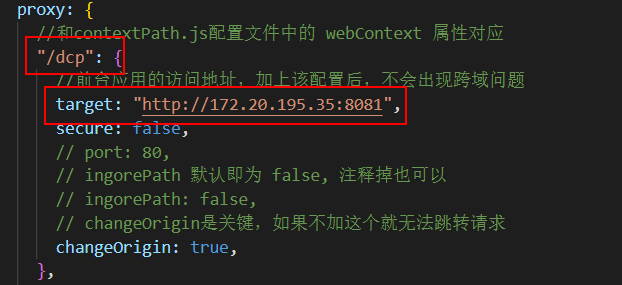 proxy: {
//和contextPath.js配置文件中的 webContext 属性对应
"/dcp": {
//前台应用的访问地址，加上该配置后，不会出现跨域问题
target: "http://172.20.195.35:8081",
secure: false,
// port: 80,
// ingorePath 默认即为 false, 注释掉也可以
// ingorePath: false,
// changeOrigin是关键，如果不加这个就无法跳转请求
changeOrigin: true,
},